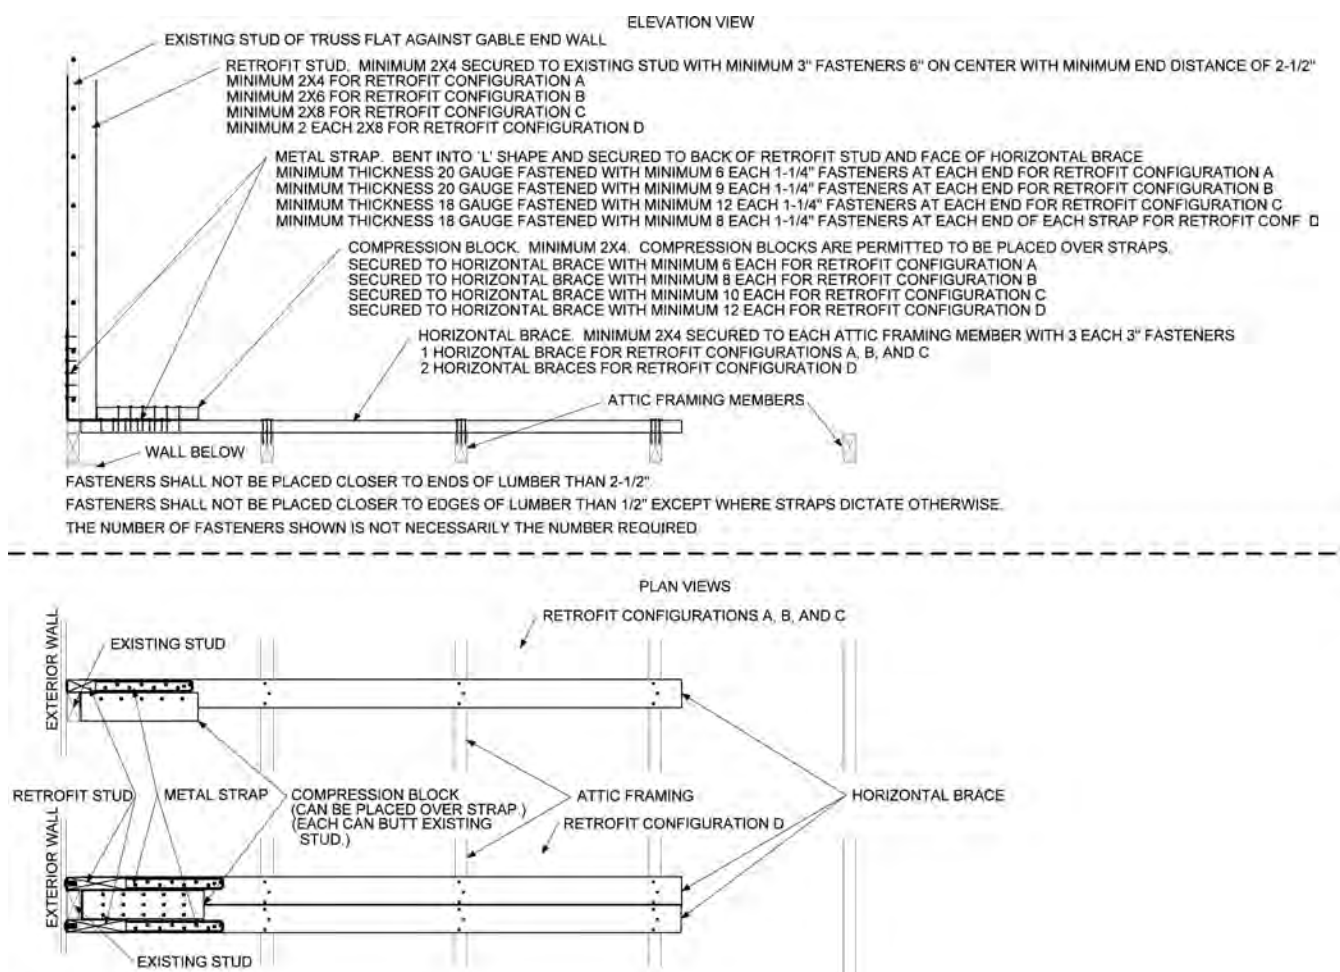 ELEVATION VIEW
EXISTING STUD OF TRUSS FLAT AGAINST GABLE END WALL
RETROFIT STUD. MINIMUM 2X4 SECURED TO EXISTING STUD WITH MINIMUM 3" FASTENERS 6" ON CENTER WITH MINIMUM END DISTANCE OF 2-1/2"
MINIMUM 2X4 FOR RETROFIT CONFIGURATION A
MINIMUM 2X6 FOR RETROFIT CONFIGURATION B
MINIMUM 2X8 FOR RETROFIT CONFIGURATION C
MINIMUM 2 EACH 2X8 FOR RETROFIT CONFIGURATION D
METAL STRAP. BENT INTO 'L' SHAPE AND SECURED TO BACK OF RETROFIT STUD AND FACE OF HORIZONTAL BRACE
MINIMUM THICKNESS 20 GAUGE FASTENED WITH MINIMUM 6 EACH 1-1/4" FASTENERS AT EACH END FOR RETROFIT CONFIGURATION A
MINIMUM THICKNESS 20 GAUGE FASTENED WITH MINIMUM 9 EACH 1-1/4" FASTENERS AT EACH END FOR RETROFIT CONFIGURATION B
MINIMUM THICKNESS 18 GAUGE FASTENED WITH MINIMUM 12 EACH 1-1/4" FASTENERS AT EACH END FOR RETROFIT CONFIGURATION C
MINIMUM THICKNESS 18 GAUGE FASTENED WITH MINIMUM 8 EACH 1-1/4" FASTENERS AT EACH END OF EACH STRAP FOR RETROFIT CONF D
COMPRESSION BLOCK. MINIMUM 2X4. COMPRESSION BLOCKS ARE PERMITTED TO BE PLACED OVER STRAPS.
SECURED TO HORIZONTAL BRACE WITH MINIMUM 6 EACH FOR RETROFIT CONFIGURATION A
SECURED TO HORIZONTAL BRACE WITH MINIMUM 8 EACH FOR RETROFIT CONFIGURATION B
SECURED TO HORIZONTAL BRACE WITH MINIMUM 10 EACH FOR RETROFIT CONFIGURATION C
SECURED TO HORIZONTAL BRACE WITH MINIMUM 12 EACH FOR RETROFIT CONFIGURATION D
HORIZONTAL BRACE. MINIMUM 2X4 SECURED TO EACH ATTIC FRAMING MEMBER WITH 3 EACH 3" FASTENERS
1 HORIZONTAL BRACE FOR RETROFIT CONFIGURATIONS A, B, AND C
2 HORIZONTAL BRACES FOR RETROFIT CONFIGURATION D
ATTIC FRAMING MEMBERS
WALL BELOW
FASTENERS SHALL NOT BE PLACED CLOSER TO ENDS OF LUMBER THAN 2-1/2"
FASTENERS SHALL NOT BE PLACED CLOSER TO EDGES OF LUMBER THAN 1/2" EXCEPT WHERE STRAPS DICTATE OTHERWISE.
THE NUMBER OF FASTENERS SHOWN IS NOT NECESSARILY THE NUMBER REQUIRED
PLAN VIEWS
RETROFIT CONFIGURATIONS A, B, AND C
EXISTING STUD
EXTERIOR WALL
RETROFIT STUD
METAL STRAP
COMPRESSION BLOCK
(CAN BE PLACED OVER STRAP.)
(EACH CAN BUTT EXISTING
STUD.)
ATTIC FRAMING
HORIZONTAL BRACE
RETROFIT CONFIGURATION D
EXTERIOR WALL
EXISTING STUD